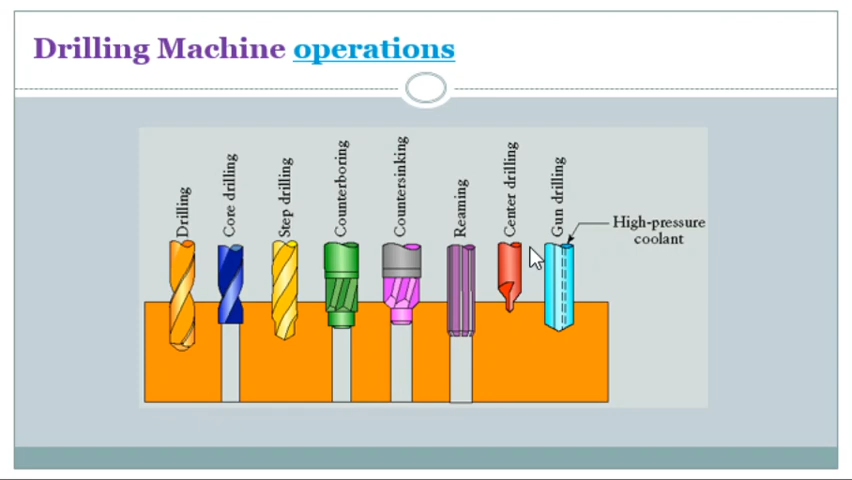 Drilling Machine operations
Drilling
Core drilling
Step drilling
Counterboring
Countersinking
Reaming
Center drilling
Gun drilling
High-pressure
coolant